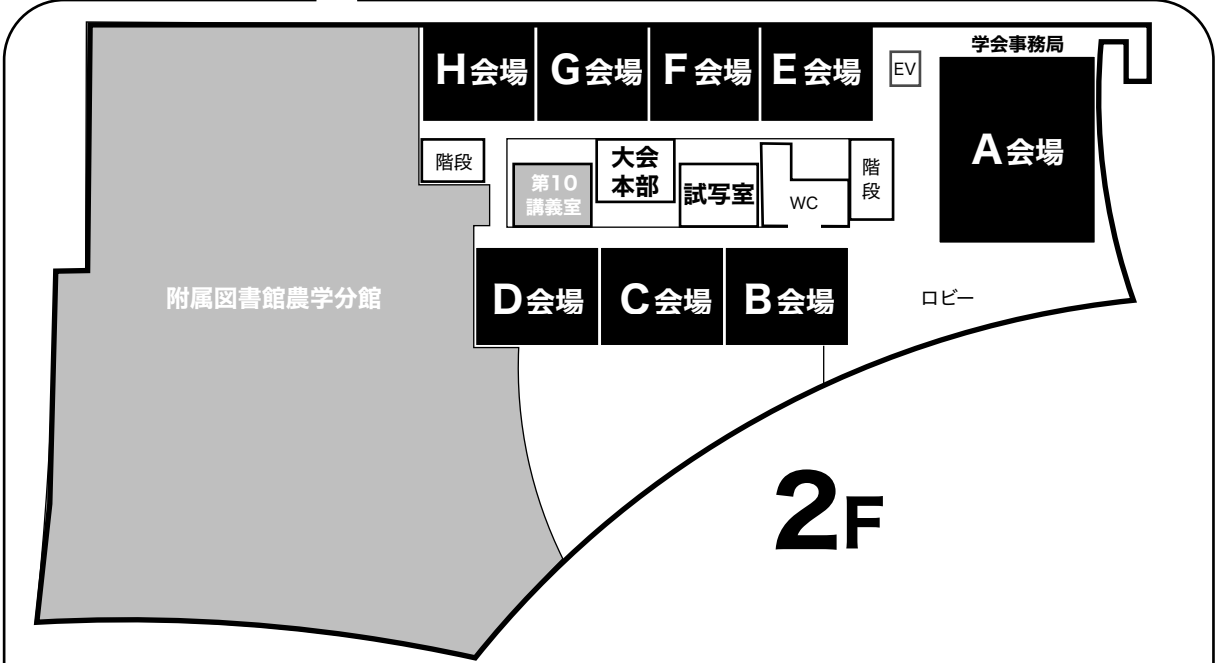 学会事務局
H会場
G会場
F会場
E会場
EV
A会場
階段
第10
講義室
大会
本部
試写室
WC
階
段
附属図書館農学分館
D会場
C会場
B会場
ロビー
2F